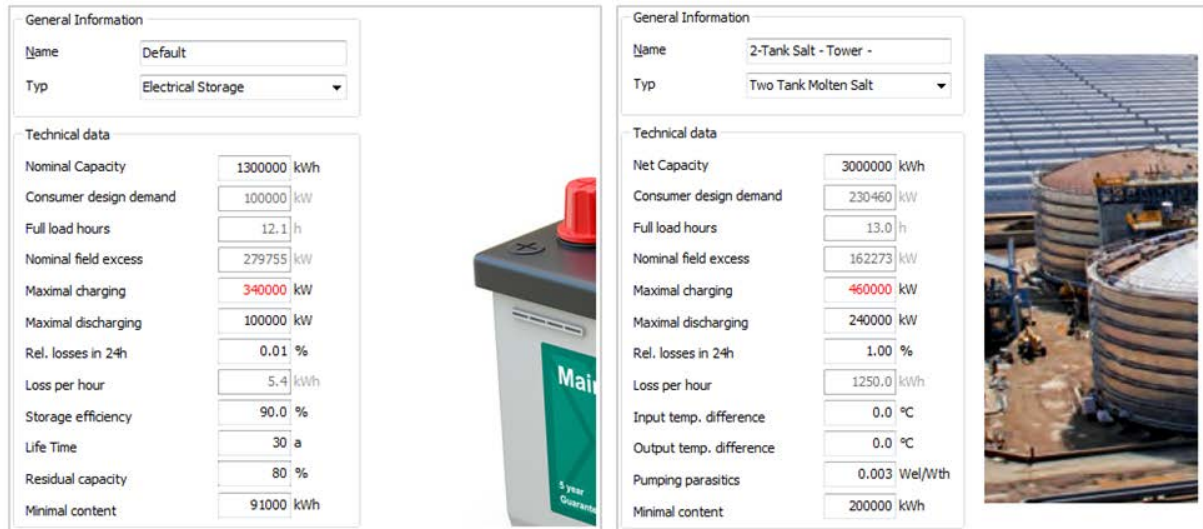 General Information
Name Default
Typ Electrical Storage
Technical data
Nominal Capacity 1300000 kWh
Consumer design demand 100000 kW
Full load hours 12.1 h
Nominal field excess 279755 kW
Maximal charging 340000 kW
Maximal discharging 100000 kW
Rel. losses in 24h 0.01 %
Loss per hour 5.4 kWh
Storage efficiency 90.0 %
Life Time 30 a
Residual capacity 80 %
Minimal content 91000 kWh
Mai
5 year
Guarante
General Information
Name 2-Tank Salt - Tower -
Typ Two Tank Molten Salt
Technical data
Net Capacity 3000000 kWh
Consumer design demand 230460 kW
Full load hours 13.0 h
Nominal field excess 162273 kW
Maximal charging 460000 kW
Maximal discharging 240000 kW
Rel. losses in 24h 1.00 %
Loss per hour 1250.0 kWh
Input temp. difference 0.0 °C
Output temp. difference 0.0 °C
Pumping parasitics 0.003 Wel/Wth
Minimal content 200000 kWh